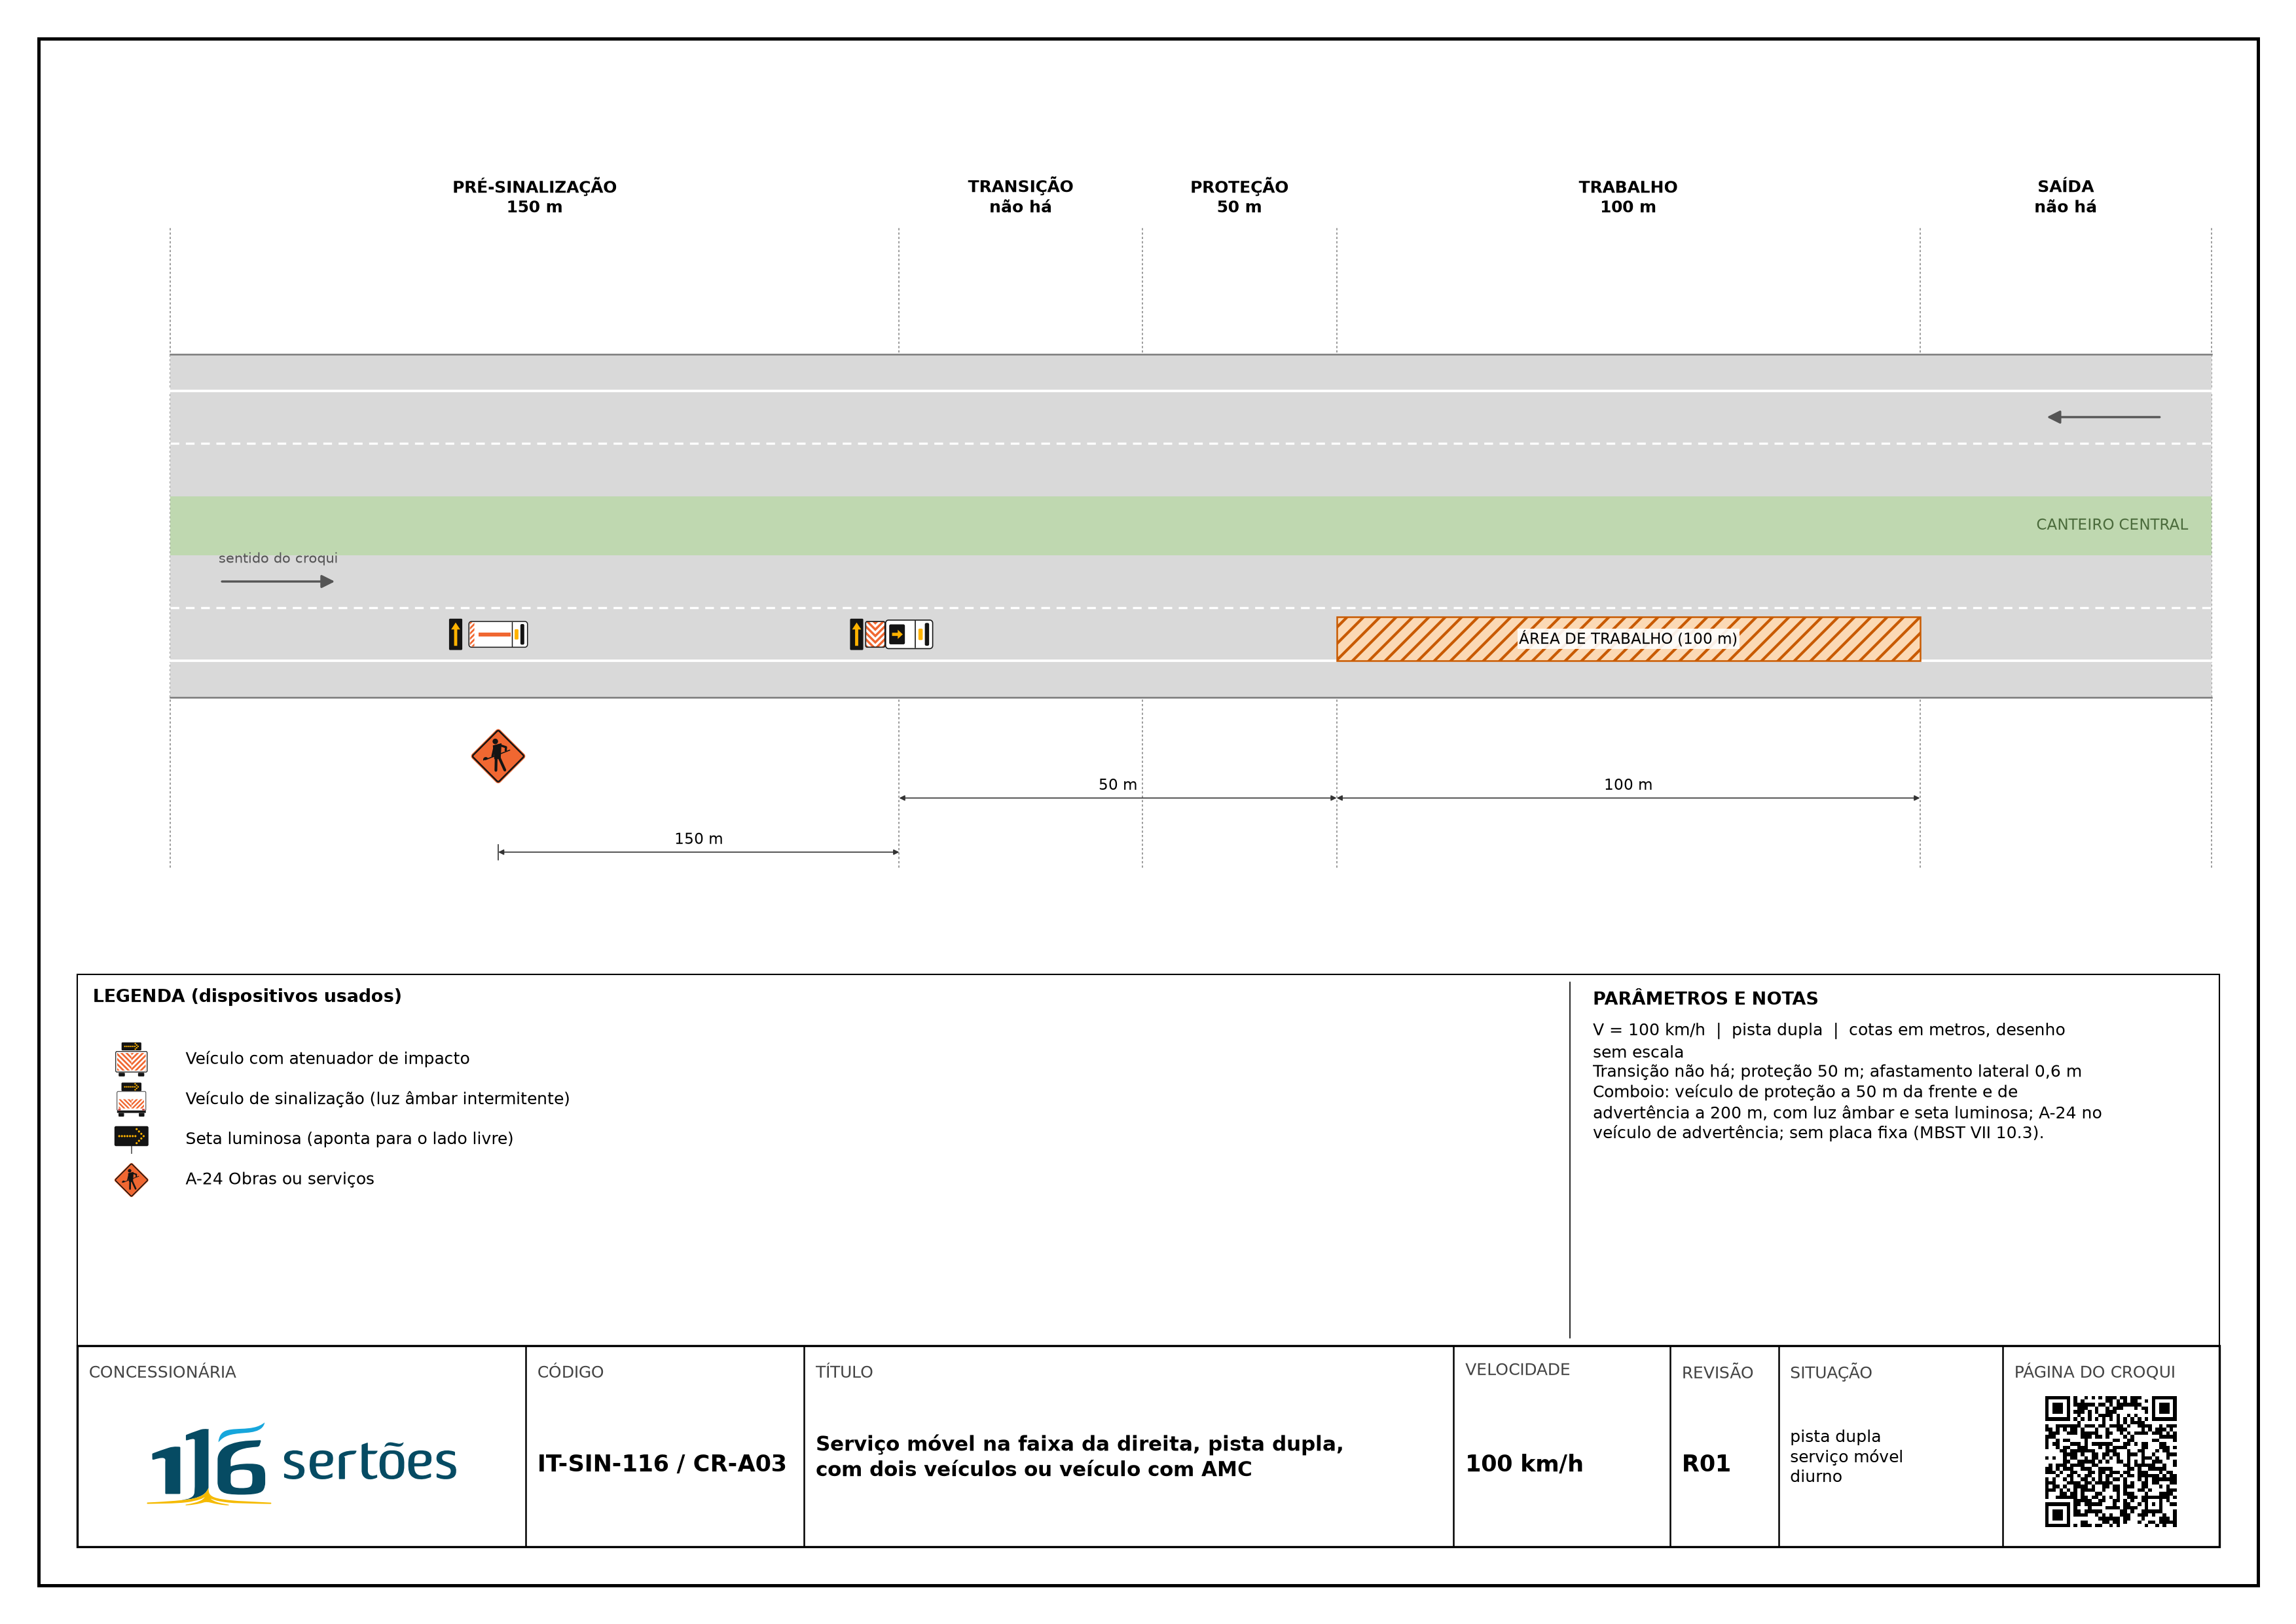 PRÉ-SINALIZAÇÃO
150 m
TRANSIÇÃO
não há
PROTEÇÃO
50 m
TRABALHO
100 m
SAÍDA
não há
CANTEIRO CENTRAL
sentido do croqui
ÁREA DE TRABALHO (100 m)
50 m
100 m
150 m
LEGENDA (dispositivos usados)
Veículo com atenuador de impacto
Veículo de sinalização (luz âmbar intermitente)
Seta luminosa (aponta para o lado livre)
A-24 Obras ou serviços
PARÂMETROS E NOTAS
V = 100 km/h | pista dupla | cotas em metros, desenho
sem escala
Transição não há; proteção 50 m; afastamento lateral 0,6 m
Comboio: veículo de proteção a 50 m da frente e de
advertência a 200 m, com luz âmbar e seta luminosa; A-24 no
veículo de advertência; sem placa fixa (MBST VII 10.3).
CONCESSIONÁRIA
116 sertões
CÓDIGO
IT-SIN-116 / CR-A03
TÍTULO
Serviço móvel na faixa da direita, pista dupla,
com dois veículos ou veículo com AMC
VELOCIDADE
100 km/h
REVISÃO
R01
SITUAÇÃO
pista dupla
serviço móvel
diurno
PÁGINA DO CROQUI